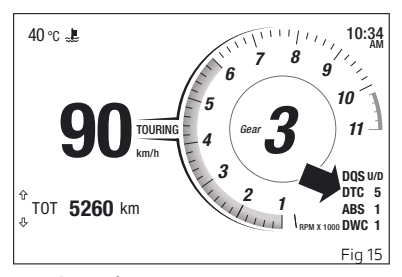 40 °C
10:34
AM
7
8
9
6
10
5
11
90
TOURING
km/h
4
Gear
3
3
2
1
RPM X 1000
DQS U/D
DTC 5
ABS 1
DWC 1
TOT 5260 km
Fig 15